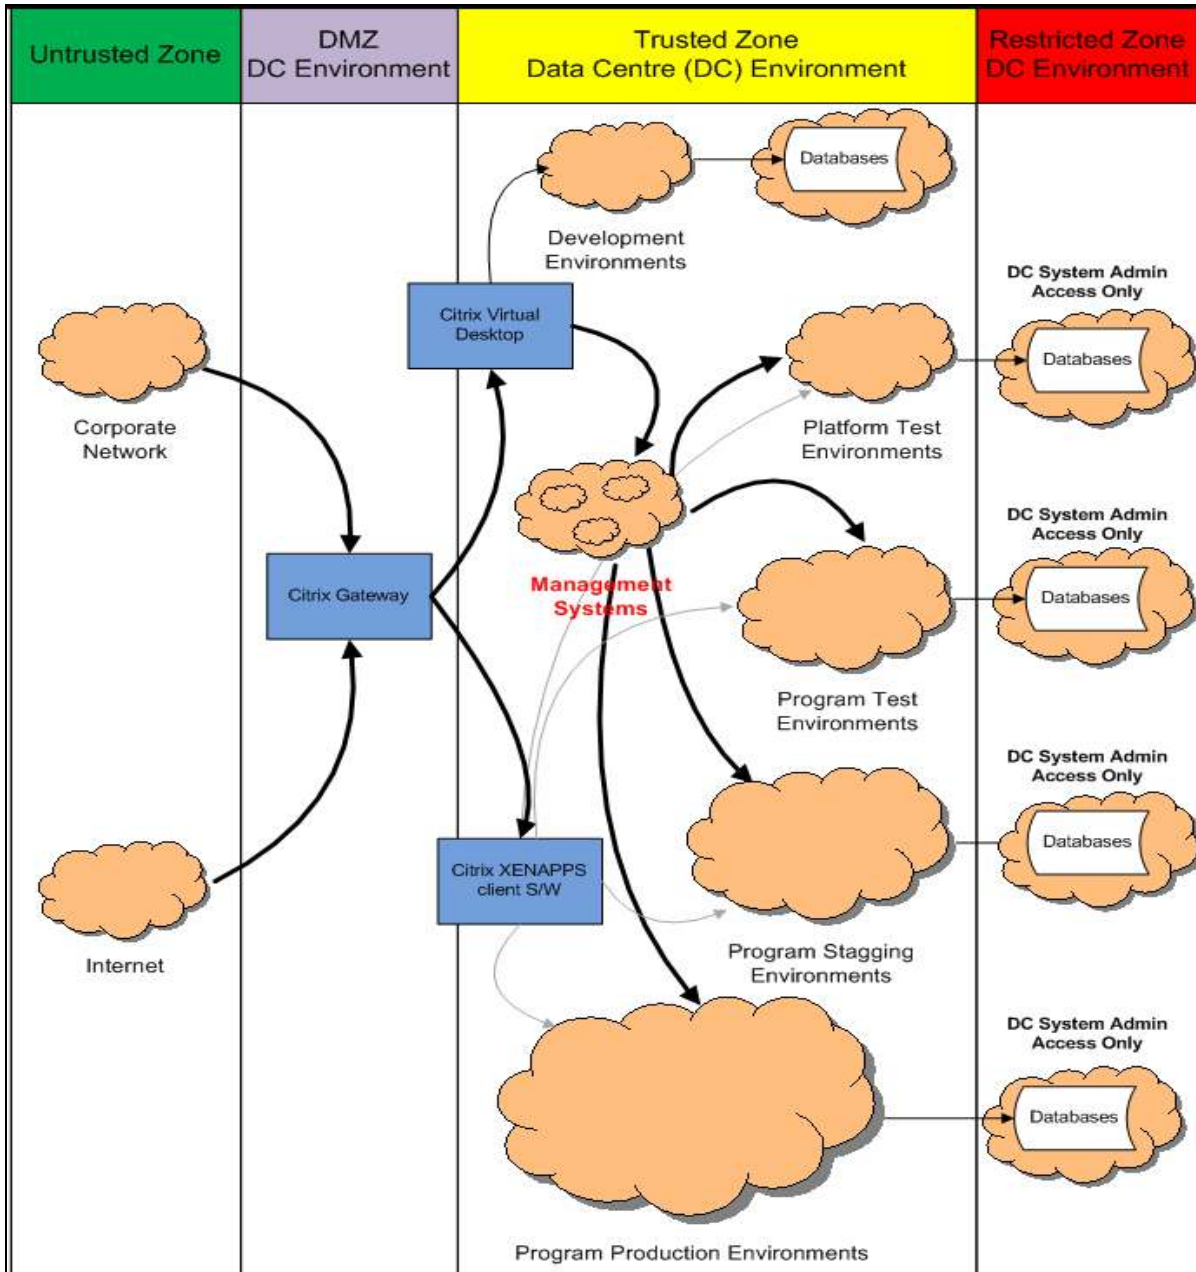 Untrusted Zone
DMZ
DC Environment
Trusted Zone
Data Centre (DC) Environment
Restricted Zone
DC Environment
Databases
Development
Environments
DC System Admin
Access Only
Citrix Virtual
Desktop
Databases
Corporate
Network
Platform Test
Environments
DC System Admin
Access Only
Citrix Gateway
Management
Systems
Databases
Program Test
Environments
DC System Admin
Access Only
Databases
Citrix XENAPPS
client S/W
Internet
Program Stagging
Environments
DC System Admin
Access Only
Databases
Program Production Environments